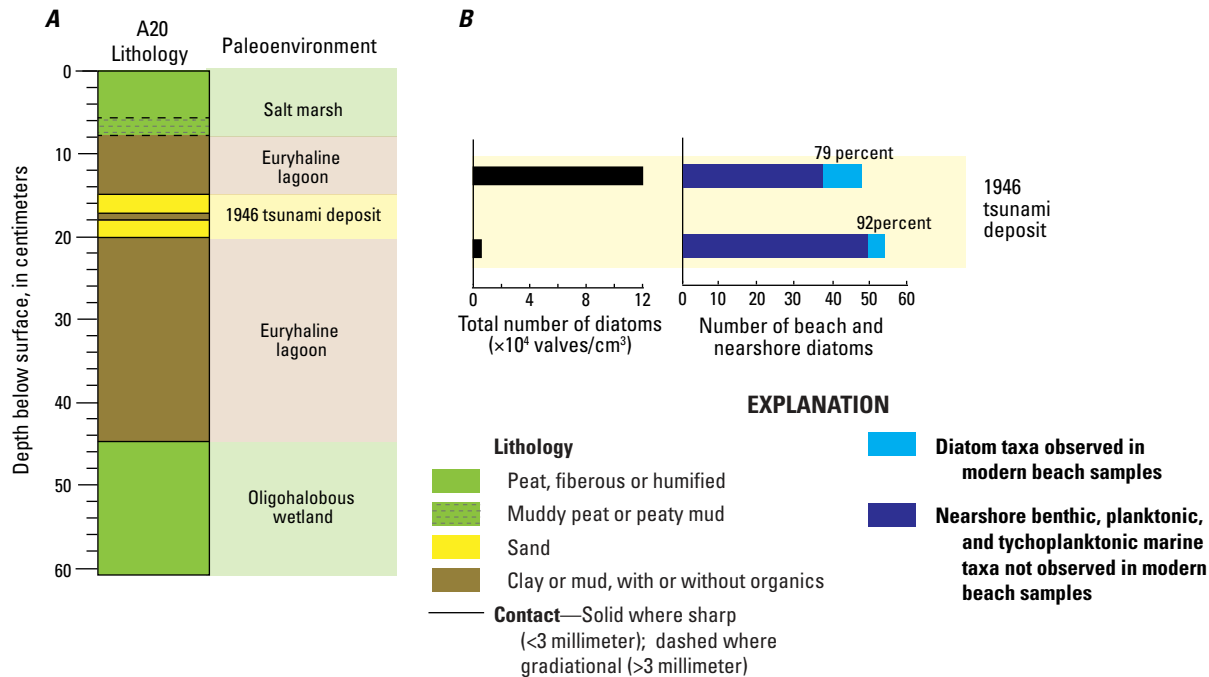 A
B
A20
Lithology
Paleoenvironment
Depth below surface, in centimeters
0
10
20
30
40
50
60
Salt marsh
Euryhaline
lagoon
1946 tsunami deposit
Euryhaline
lagoon
Oligohalobous
wetland
0
4
8
12
Total number of diatoms
(×10⁴ valves/cm³)
79 percent
92percent
0
10
20
30
40
50
60
Number of beach and
nearshore diatoms
1946
tsunami
deposit
EXPLANATION
Lithology
Peat, fiberous or humified
Muddy peat or peaty mud
Sand
Clay or mud, with or without organics
Contact—Solid where sharp
(<3 millimeter); dashed where
gradiational (>3 millimeter)
Diatom taxa observed in
modern beach samples
Nearshore benthic, planktonic,
and tychoplanktonic marine
taxa not observed in modern
beach samples